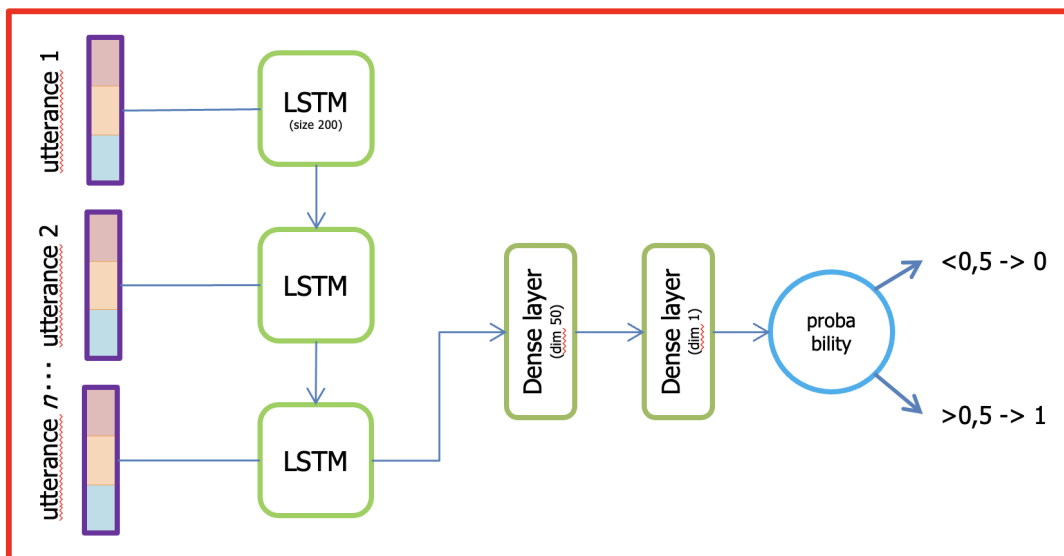 utterance 1
LSTM
(size 200)
utterance 2
LSTM
utterance n...
LSTM
Dense layer
(dim 50)
Dense layer
(dim 1)
proba
bility
<0,5 -> 0
>0,5 -> 1